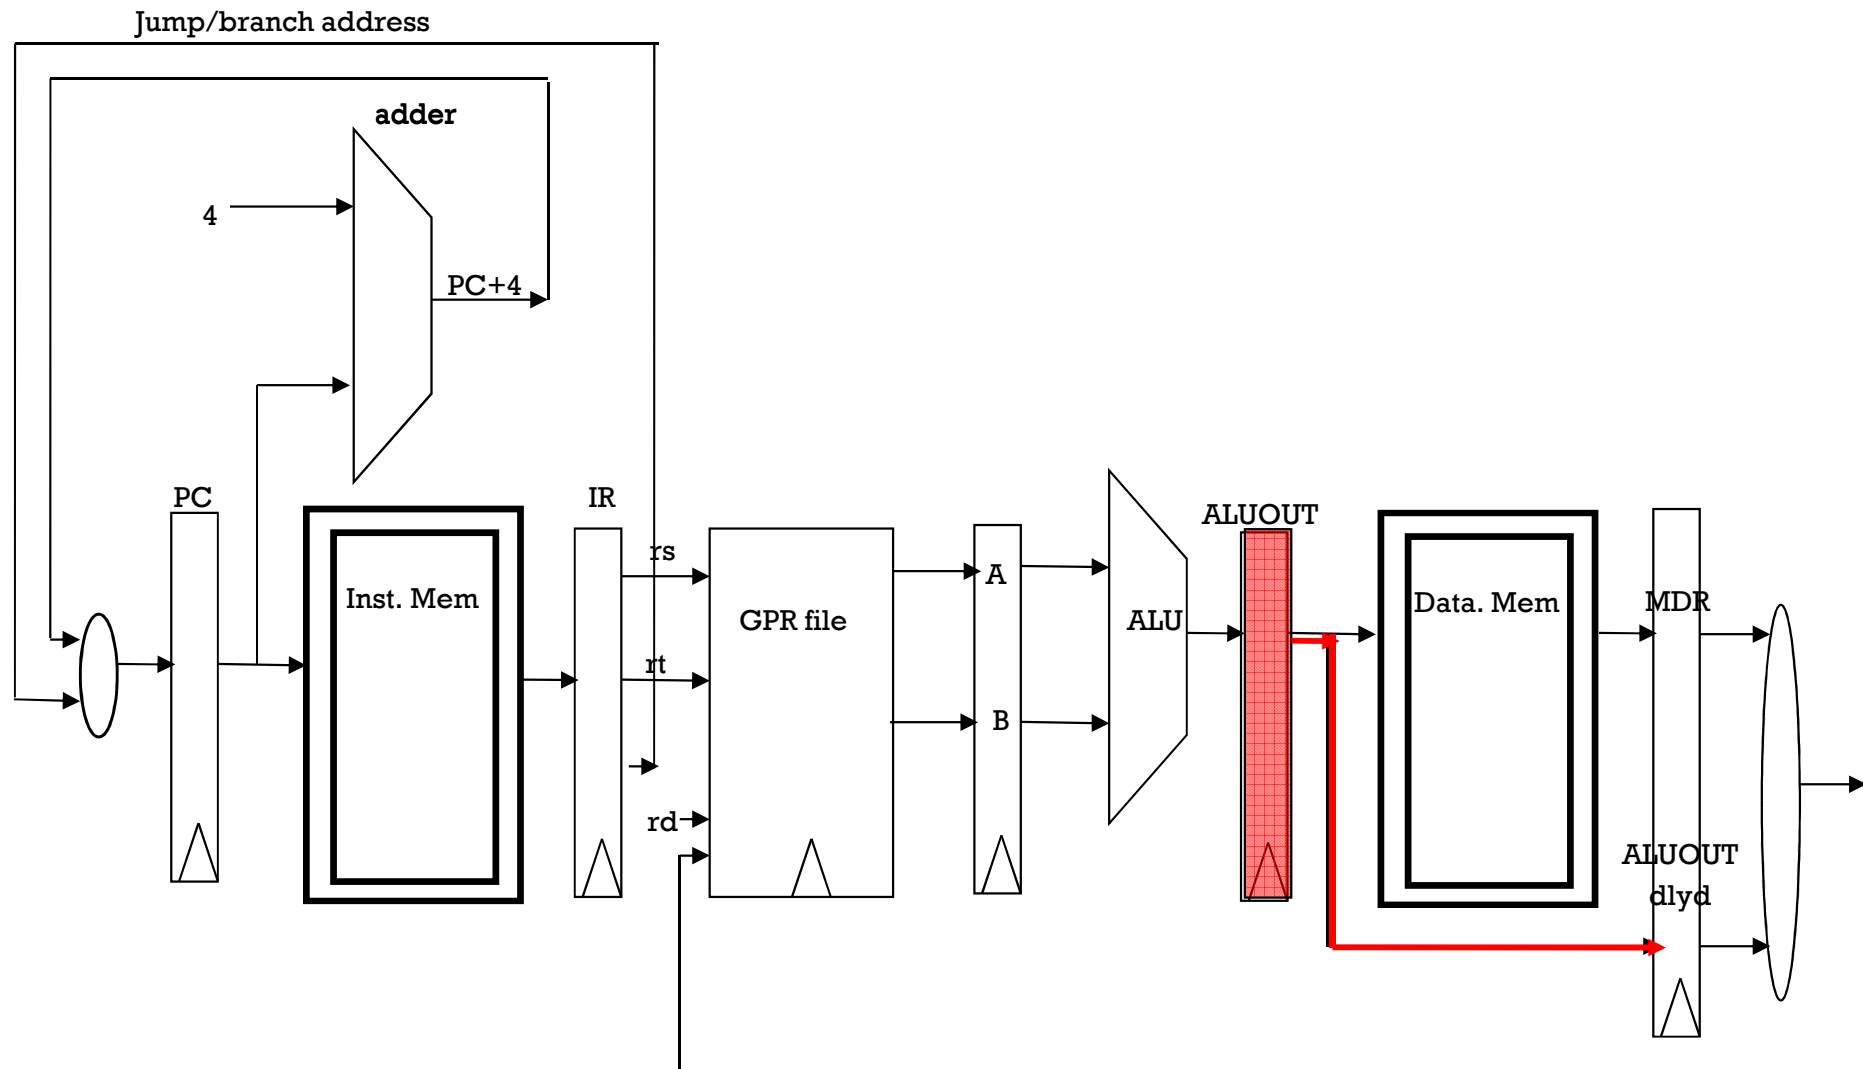 Jump/branch address
adder
4
PC+4
PC
IR
ALUOUT
rs
Inst. Mem
GPR file
A
ALU
Data. Mem
MDR
rt
B
rd
ALUOUT
dlyd